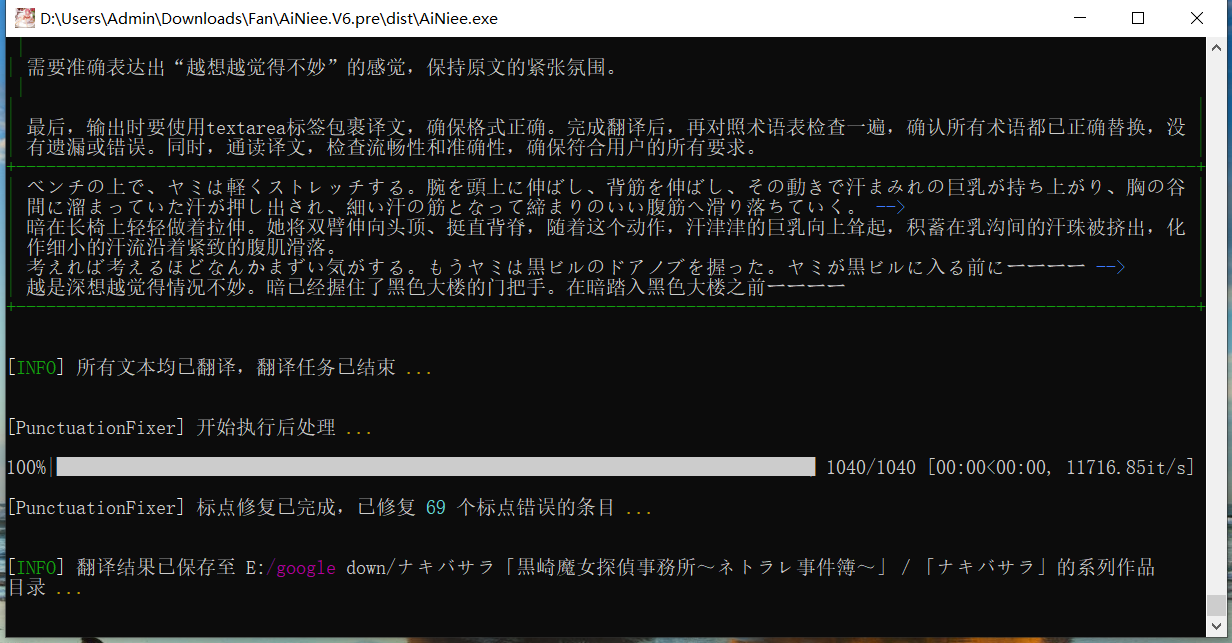 D:\Users\Admin\Downloads\Fan\AiNiee.V6.pre\dist\AiNiee.exe
需要准确表达出“越想越觉得不妙”的感觉，保持原文的紧张氛围。
最后，输出时要使用textarea标签包裹译文，确保格式正确。完成翻译后，再对照术语表检查一遍，确认所有术语都已正确替换，没
有遗漏或错误。同时，通读译文，检查流畅性和准确性，确保符合用户的所有要求。
ベンチの上で、ヤミは軽くストレッチする。腕を頭上に伸ばし、背筋を伸ばし、その動きで汗まみれの巨乳が持ち上がり、胸の谷
間に溜まっていた汗が押し出され、細い汗の筋となって締まりのいい腹筋へ滑り落ちていく。 -->
暗在长椅上轻轻做着拉伸。她将双臂伸向头顶、挺直背脊，随着这个动作，汗津津的巨乳向上耸起，积蓄在乳沟间的汗珠被挤出，化
作细小的汗流沿着紧致的腹肌滑落。
考えれば考えるほどなんかまずい気がする。もうヤミは黒ビルのドアノブを握った。ヤミが黒ビルに入る前にーーーー -->
越是深想越觉得情况不妙。暗已经握住了黑色大楼的门把手。在暗踏入黑色大楼之前ーーーー
[INFO] 所有文本均已翻译，翻译任务已结束 ...
[PunctuationFixer] 开始执行后处理 ...
100%| 1040/1040 [00:00<00:00, 11716.85it/s]
[PunctuationFixer] 标点修复已完成，已修复 69 个标点错误的条目 ...
[INFO] 翻译结果已保存至 E:/google down/ナキバサラ「黒崎魔女探偵事務所～ネトラレ事件簿～」 / 「ナキバサラ」的系列作品
目录 ...